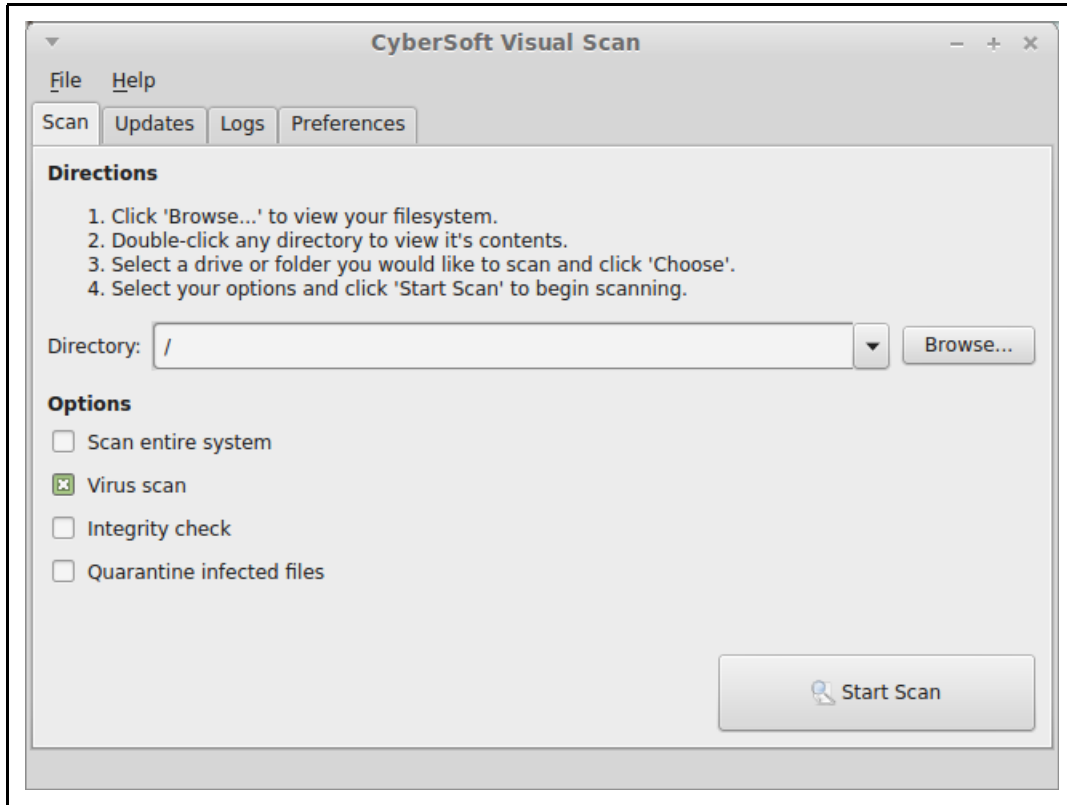 CyberSoft Visual Scan
File Help
Scan Updates Logs Preferences
Directions
1. Click 'Browse...' to view your filesystem.
2. Double-click any directory to view it's contents.
3. Select a drive or folder you would like to scan and click 'Choose'.
4. Select your options and click 'Start Scan' to begin scanning.
Directory: / Browse...
Options
Scan entire system
Virus scan
Integrity check
Quarantine infected files
Start Scan